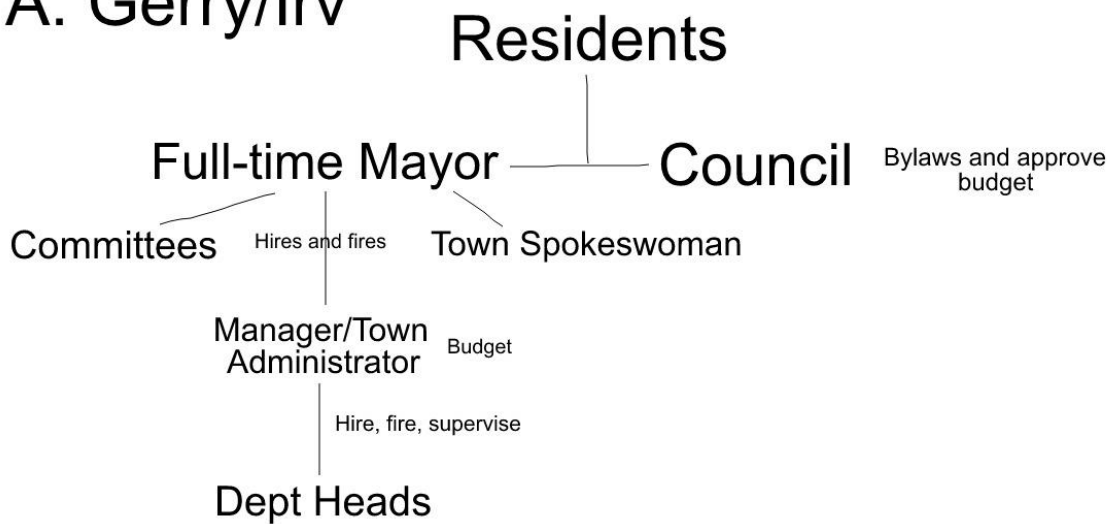 A. Gerry/Irv
Residents
Full-time Mayor
Council
Bylaws and approve
budget
Committees
Hires and fires
Town Spokeswoman
Manager/Town
Administrator
Budget
Hire, fire, supervise
Dept Heads